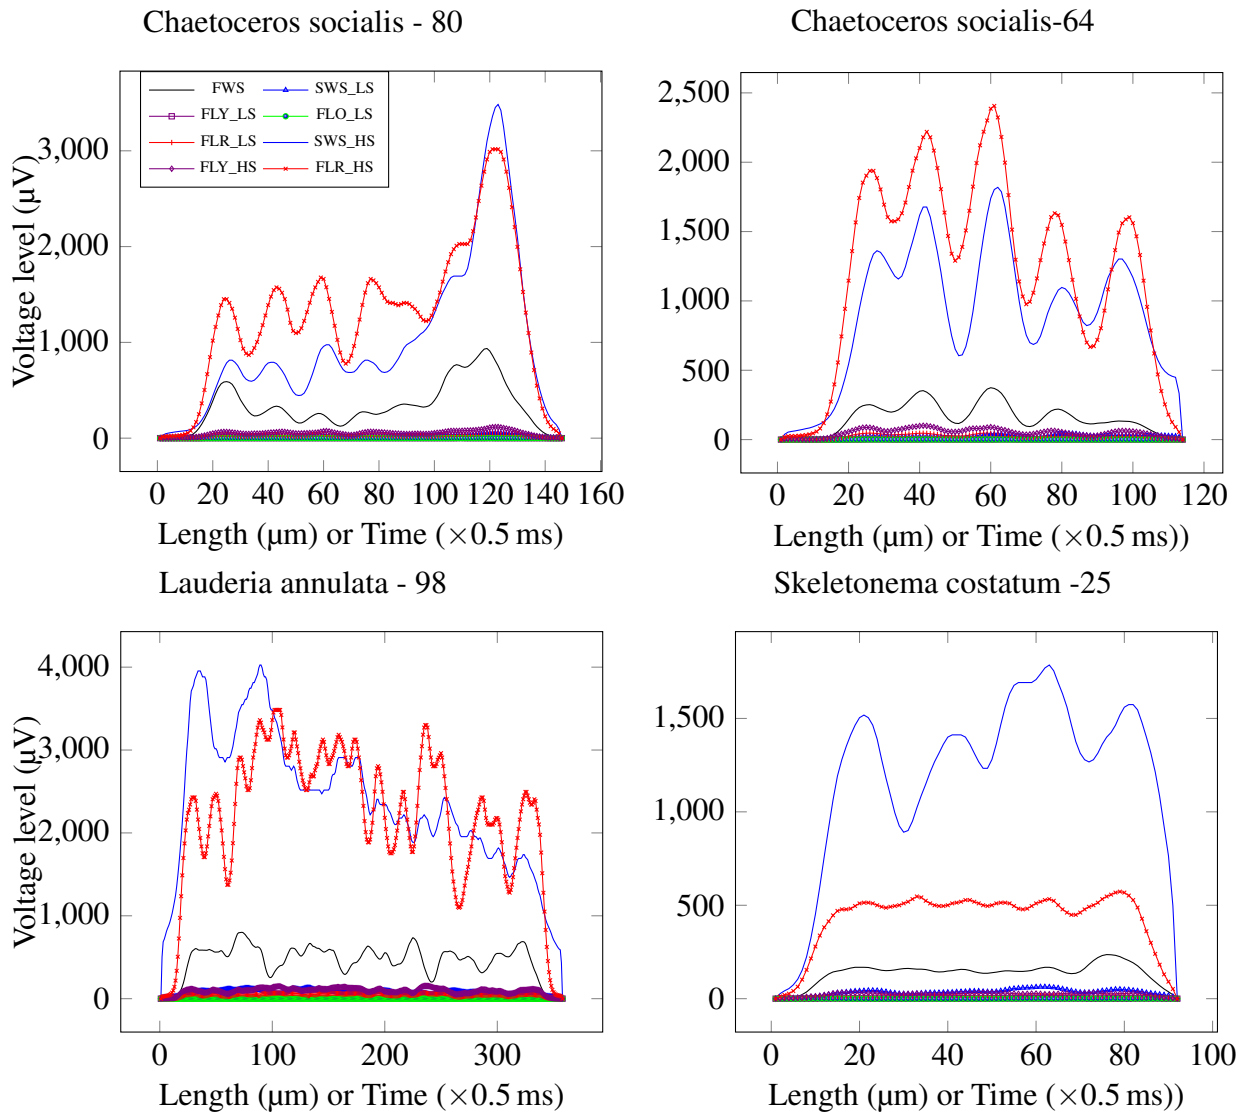 Chaetoceros socialis - 80
FWS SWS_LS
FLY_LS FLO_LS
FLR_LS SWS_HS
FLY_HS FLR_HS
3,000
2,000
1,000
0
Voltage level (µV)
0 20 40 60 80 100 120 140 160
Length (µm) or Time (×0.5 ms)
Chaetoceros socialis-64
2,500
2,000
1,500
1,000
500
0
0 20 40 60 80 100 120
Length (µm) or Time (×0.5 ms))
Lauderia annulata - 98
4,000
3,000
2,000
1,000
0
Voltage level (µV)
0 100 200 300
Length (µm) or Time (×0.5 ms)
Skeletonema costatum -25
1,500
1,000
500
0
0 20 40 60 80 100
Length (µm) or Time (×0.5 ms))